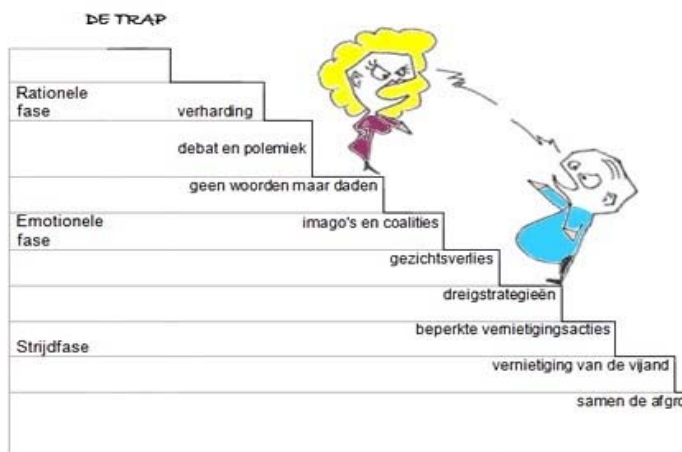 DE TRAP
Rationele
fase
verharding
debat en polemiek
geen woorden maar daden
Emotionele
fase
imago's en coalities
gezichtsverlies
dreigstrategieën
beperkte vernietigingsacties
Strijdfase
vernietiging van de vijand
samen de afgro